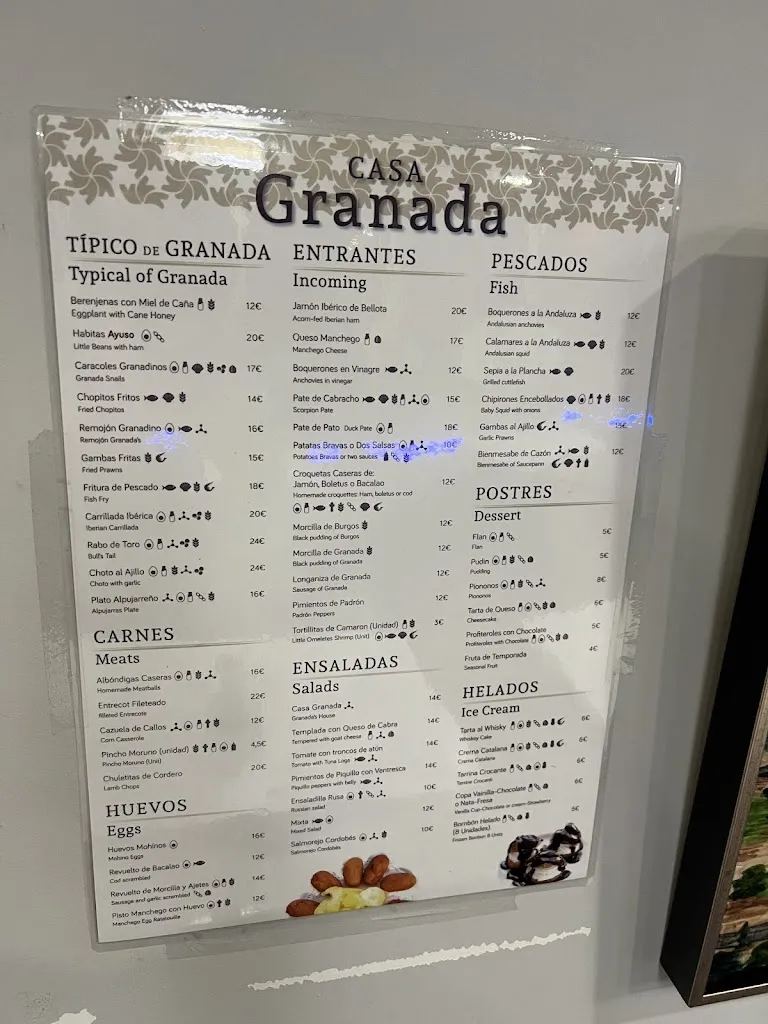 CASA
Granada
TÍPICO DE GRANADA
Typical of Granada
Berenjenas con Miel de Caña 12€
Eggplant with Cane Honey
Habitas Ayuso 20€
Little Beans with ham
Caracoles Granadinos 17€
Granada Snails
Chopitos Fritos 14€
Fried Chopitos
Remojón Granadino 16€
Remojón Granada's
Gambas Fritas 15€
Fried Prawns
Fritura de Pescado 18€
Fish Fry
Carrillada Ibérica 20€
Iberian Carrillada
Rabo de Toro 24€
Bull's Tail
Choto al Ajillo 24€
Choto with garlic
Plato Alpujarreño 16€
Alpujarras Plate
CARNES
Meats
Albóndigas Caseras 16€
Homemade Meatballs
Entrecot Fileteado 22€
filleted Entrecote
Cazuela de Callos 12€
Corn Casserole
Pincho Moruno (unidad) 4,5€
Pincho Moruno (Unit)
Chuletitas de Cordero 20€
Lamb Chops
HUEVOS
Eggs
Huevos Mohinos 16€
Mohino Eggs
Revuelto de Bacalao 12€
Cod scrambled
Revuelto de Morcilla y Ajetes 14€
Sausage and garlic scrambled
Pisto Manchego con Huevo 12€
Manchego Egg Ratatouille
ENTRANTES
Incoming
Jamón Ibérico de Bellota 20€
Acorn-fed Iberian ham
Queso Manchego 17€
Manchego Cheese
Boquerones en Vinagre 12€
Anchovies in vinegar
Pate de Cabracho 15€
Scorpion Pate
Pate de Pato Duck Pate 18€
Patatas Bravas o Dos Salsas 10€
Potatoes Bravas or two sauces
Croquetas Caseras de:
Jamón, Boletus o Bacalao 12€
Homemade croquettes: Ham, boletus or cod
Morcilla de Burgos 12€
Black pudding of Burgos
Morcilla de Granada 12€
Black pudding of Granada
Longaniza de Granada 12€
Sausage of Granada
Pimientos de Padrón 12€
Padrón Peppers
Tortillitas de Camaron (Unidad) 3€
Little Omeletes Shrimp (Unit)
ENSALADAS
Salads
Casa Granada 14€
Granada's House
Templada con Queso de Cabra 14€
Tempered with goat cheese
Tomate con troncos de atún 14€
Tomato with Tuna Logs
Pimientos de Piquillo con Ventresca 14€
Piquillo peppers with belly
Ensaladilla Rusa 10€
Russian salad
Mixta 12€
Mixed Salad
Salmorejo Cordobés 10€
Salmorejo Cordobés
PESCADOS
Fish
Boquerones a la Andaluza 12€
Andalusian anchovies
Calamares a la Andaluza 12€
Andalusian squid
Sepia a la Plancha 20€
Grilled cuttlefish
Chipirones Encebollados 18€
Baby Squid with onions
Gambas al Ajillo 15€
Garlic Prawns
Bienmesabe de Cazón 12€
Bienmesabe of Saucepann
POSTRES
Dessert
Flan 5€
Flan
Pudin 5€
Pudding
Piononos 8€
Piononos
Tarta de Queso 6€
Cheesecake
Profiteroles con Chocolate 5€
Profiteroles with Chocolate
Fruta de Temporada 4€
Seasonal Fruit
HELADOS
Ice Cream
Tarta al Whisky 6€
Whiskey Cake
Crema Catalana 6€
Crema Catalana
Tarrina Crocante 6€
Tarrine Crocant
Copa Vainilla-Chocolate 6€
o Nata-Fresa
Vanilla Cup-Chocolate or cream-Strawberry
Bombón Helado 5€
(8 Unidades)
Frozen Bonbon 8 Units